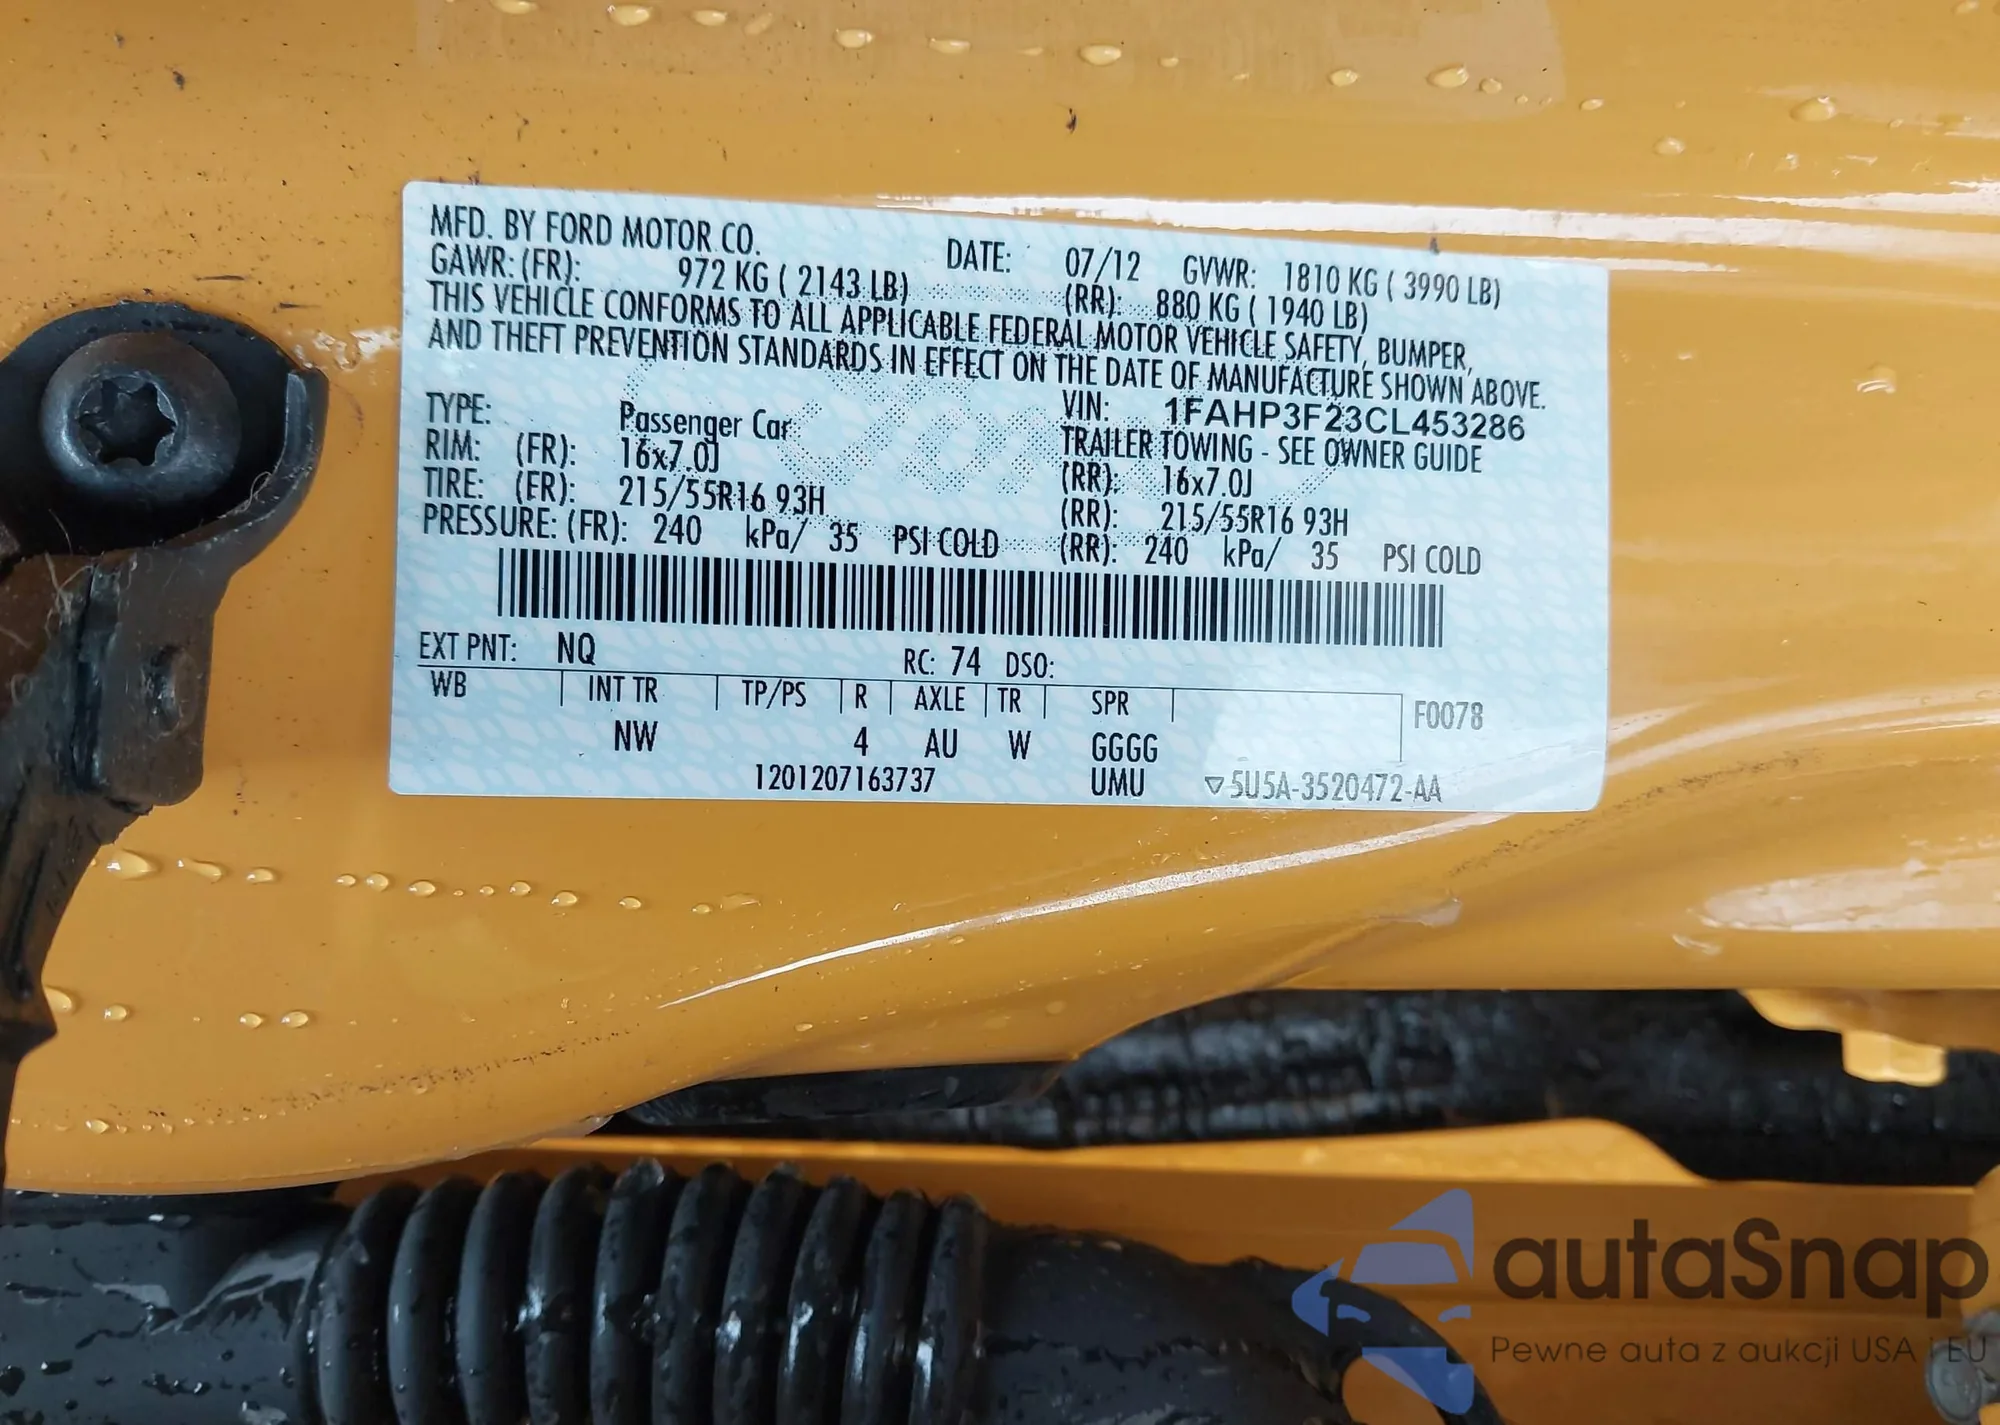 MFD. BY FORD MOTOR CO. DATE: 07/12 GVWR: 1810 KG ( 3990 LB)
GAWR: (FR): 972 KG ( 2143 LB) (RR): 880 KG ( 1940 LB)
THIS VEHICLE CONFORMS TO ALL APPLICABLE FEDERAL MOTOR VEHICLE SAFETY, BUMPER,
AND THEFT PREVENTION STANDARDS IN EFFECT ON THE DATE OF MANUFACTURE SHOWN ABOVE.
VIN: 1FAHP3F23CL453286
TYPE: Passenger Car TRAILER TOWING - SEE OWNER GUIDE
RIM: (FR): 16x7.0J (RR): 16x7.0J
TIRE: (FR): 215/55R16 93H (RR): 215/55R16 93H
PRESSURE: (FR): 240 kPa/ 35 PSI COLD (RR): 240 kPa/ 35 PSI COLD
EXT PNT: NQ RC: 74 DSO:
WB INT TR TP/PS R AXLE TR SPR F0078
NW 4 AU W GGGG
1201207163737 UMU ▽5U5A-3520472-AA
autaSnap
Pewne auta z aukcji USA i EU